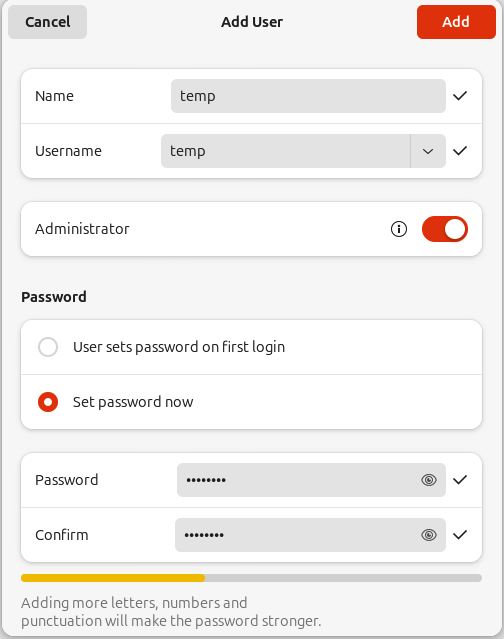 Cancel Add User Add
Name temp
Username temp
Administrator
Password
User sets password on first login
Set password now
Password ••••••••
Confirm ••••••••
Adding more letters, numbers and
punctuation will make the password stronger.